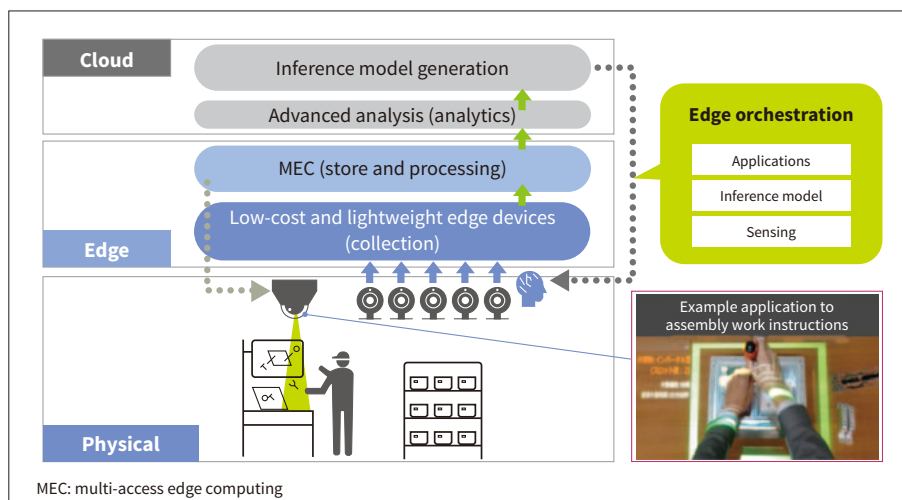 Cloud
Inference model generation
Advanced analysis (analytics)
Edge orchestration
Applications
Inference model
Sensing
MEC (store and processing)
Low-cost and lightweight edge devices
(collection)
Edge
Example application to
assembly work instructions
Physical
MEC: multi-access edge computing